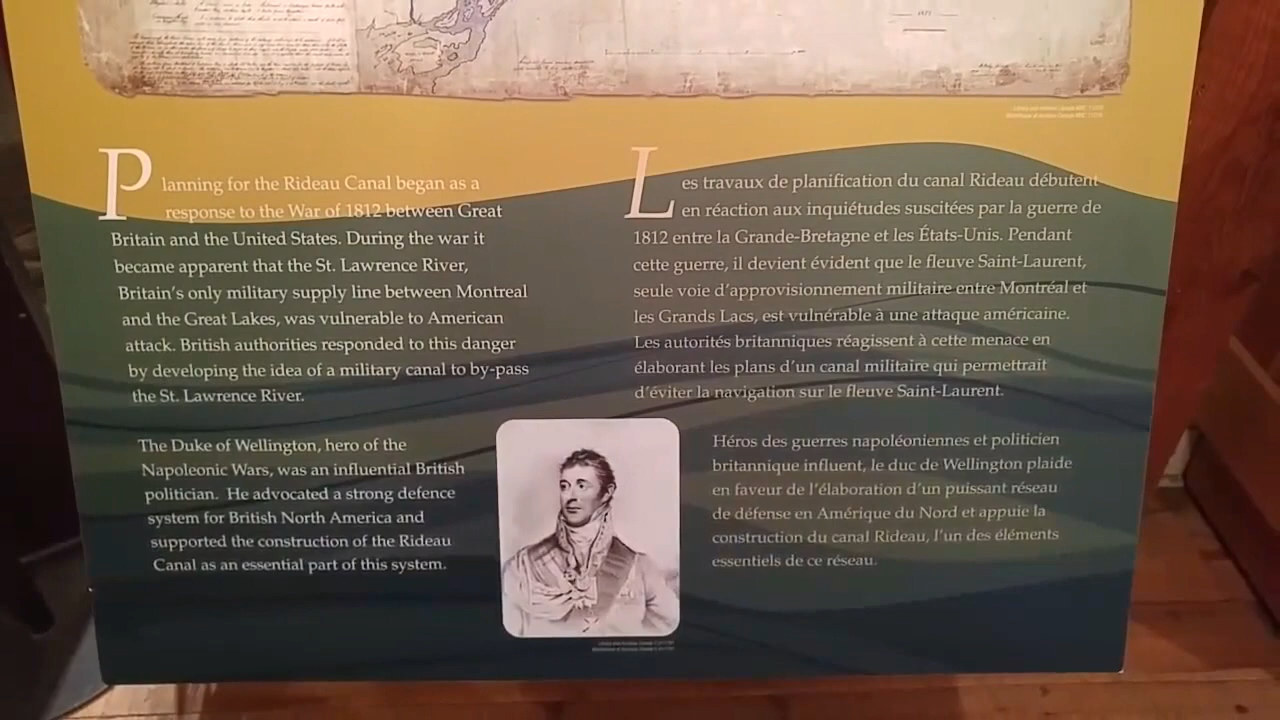 Planning for the Rideau Canal began as a
response to the War of 1812 between Great
Britain and the United States. During the war it
became apparent that the St. Lawrence River,
Britain's only military supply line between Montreal
and the Great Lakes, was vulnerable to American
attack. British authorities responded to this danger
by developing the idea of a military canal to by-pass
the St. Lawrence River.
The Duke of Wellington, hero of the
Napoleonic Wars, was an influential British
politician. He advocated a strong defence
system for British North America and
supported the construction of the Rideau
Canal as an essential part of this system.
Les travaux de planification du canal Rideau débutent
en réaction aux inquiétudes suscitées par la guerre de
1812 entre la Grande-Bretagne et les États-Unis. Pendant
cette guerre, il devient évident que le fleuve Saint-Laurent,
seule voie d'approvisionnement militaire entre Montréal et
les Grands Lacs, est vulnérable à une attaque américaine.
Les autorités britanniques réagissent à cette menace en
élaborant les plans d'un canal militaire qui permettrait
d'éviter la navigation sur le fleuve Saint-Laurent.
Héros des guerres napoléoniennes et politicien
britannique influent, le duc de Wellington plaide
en faveur de l'élaboration d'un puissant réseau
de défense en Amérique du Nord et appuie la
construction du canal Rideau, l'un des éléments
essentiels de ce réseau.